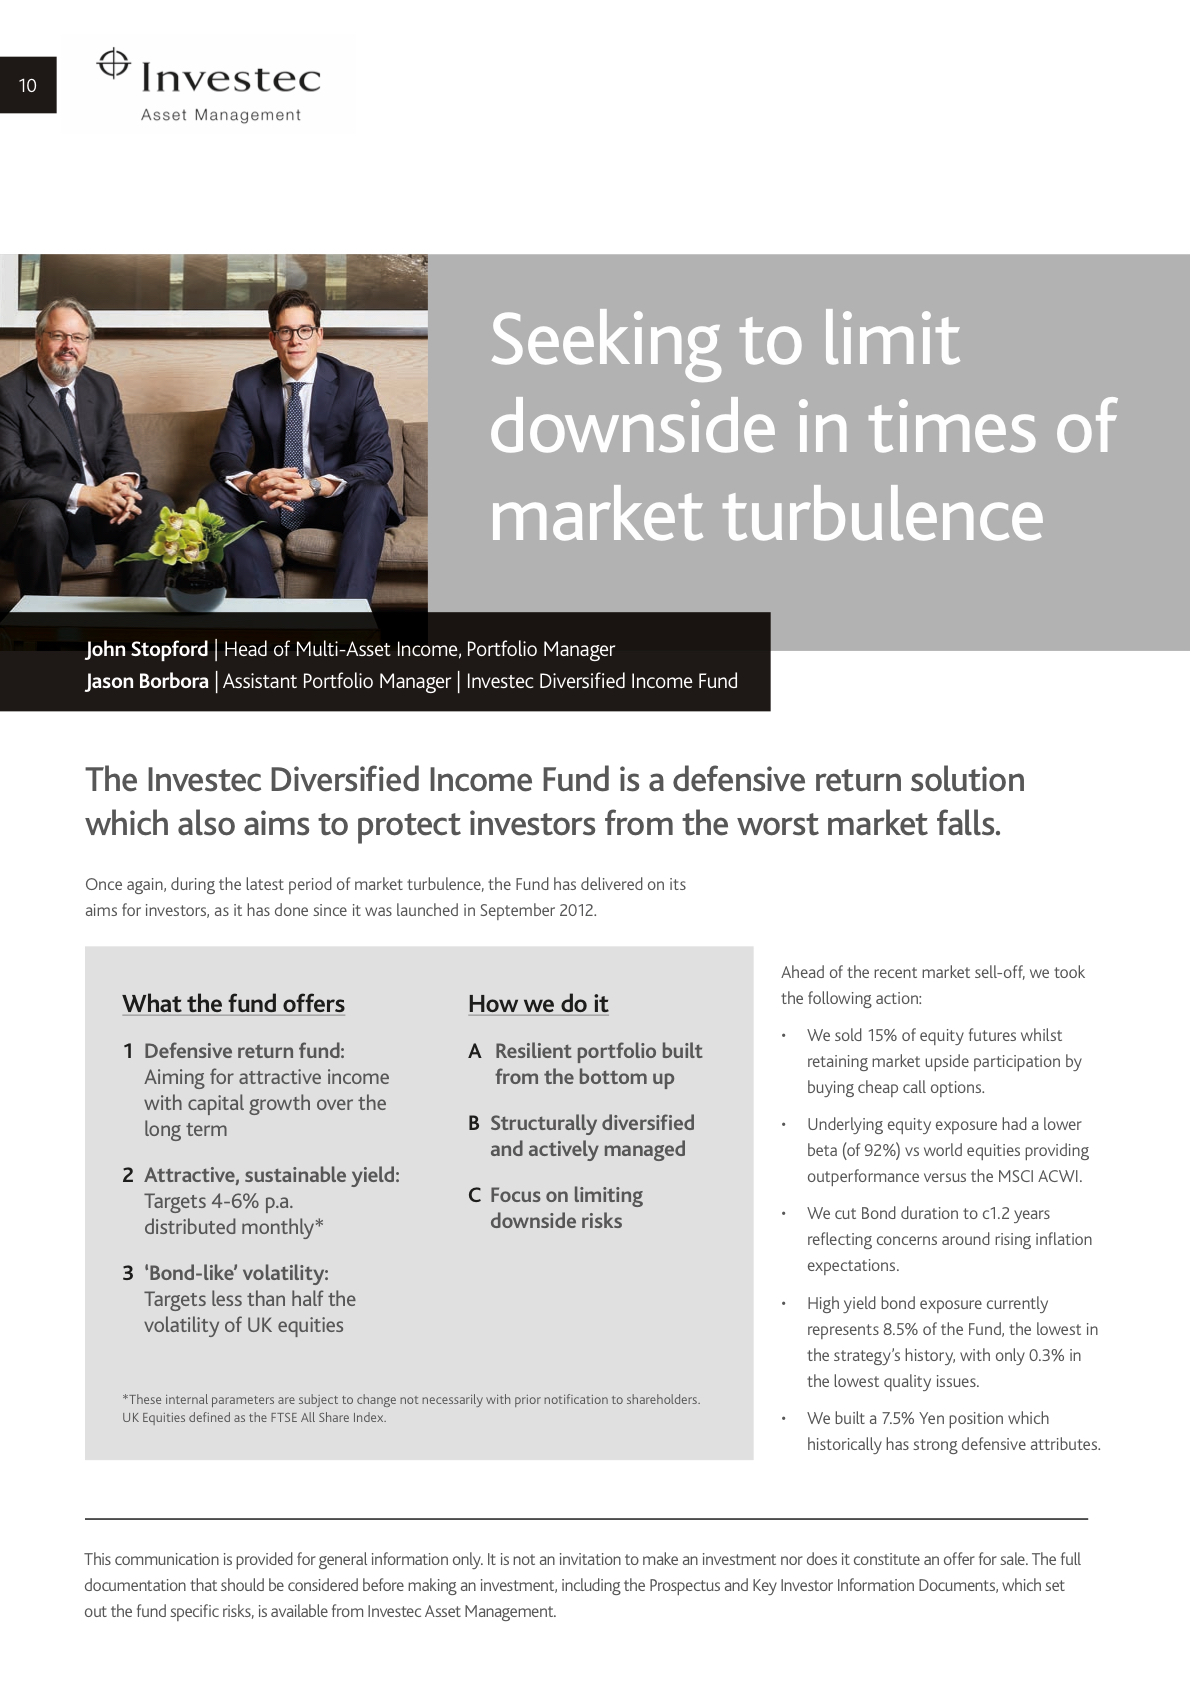 10
Investec
Asset Management
Seeking to limit
downside in times of
market turbulence
John Stopford | Head of Multi-Asset Income, Portfolio Manager
Jason Borbora | Assistant Portfolio Manager | Investec Diversified Income Fund
The Investec Diversified Income Fund is a defensive return solution
which also aims to protect investors from the worst market falls.
Once again, during the latest period of market turbulence, the Fund has delivered on its
aims for investors, as it has done since it was launched in September 2012.
What the fund offers
1 Defensive return fund:
Aiming for attractive income
with capital growth over the
long term
2 Attractive, sustainable yield:
Targets 4-6% p.a.
distributed monthly*
3 ‘Bond-like’ volatility:
Targets less than half the
volatility of UK equities
How we do it
A Resilient portfolio built
from the bottom up
B Structurally diversified
and actively managed
C Focus on limiting
downside risks
*These internal parameters are subject to change not necessarily with prior notification to shareholders.
UK Equities defined as the FTSE All Share Index.
Ahead of the recent market sell-off, we took
the following action:
• We sold 15% of equity futures whilst
retaining market upside participation by
buying cheap call options.
• Underlying equity exposure had a lower
beta (of 92%) vs world equities providing
outperformance versus the MSCI ACWI.
• We cut Bond duration to c1.2 years
reflecting concerns around rising inflation
expectations.
• High yield bond exposure currently
represents 8.5% of the Fund, the lowest in
the strategy’s history, with only 0.3% in
the lowest quality issues.
• We built a 7.5% Yen position which
historically has strong defensive attributes.
This communication is provided for general information only. It is not an invitation to make an investment nor does it constitute an offer for sale. The full
documentation that should be considered before making an investment, including the Prospectus and Key Investor Information Documents, which set
out the fund specific risks, is available from Investec Asset Management.